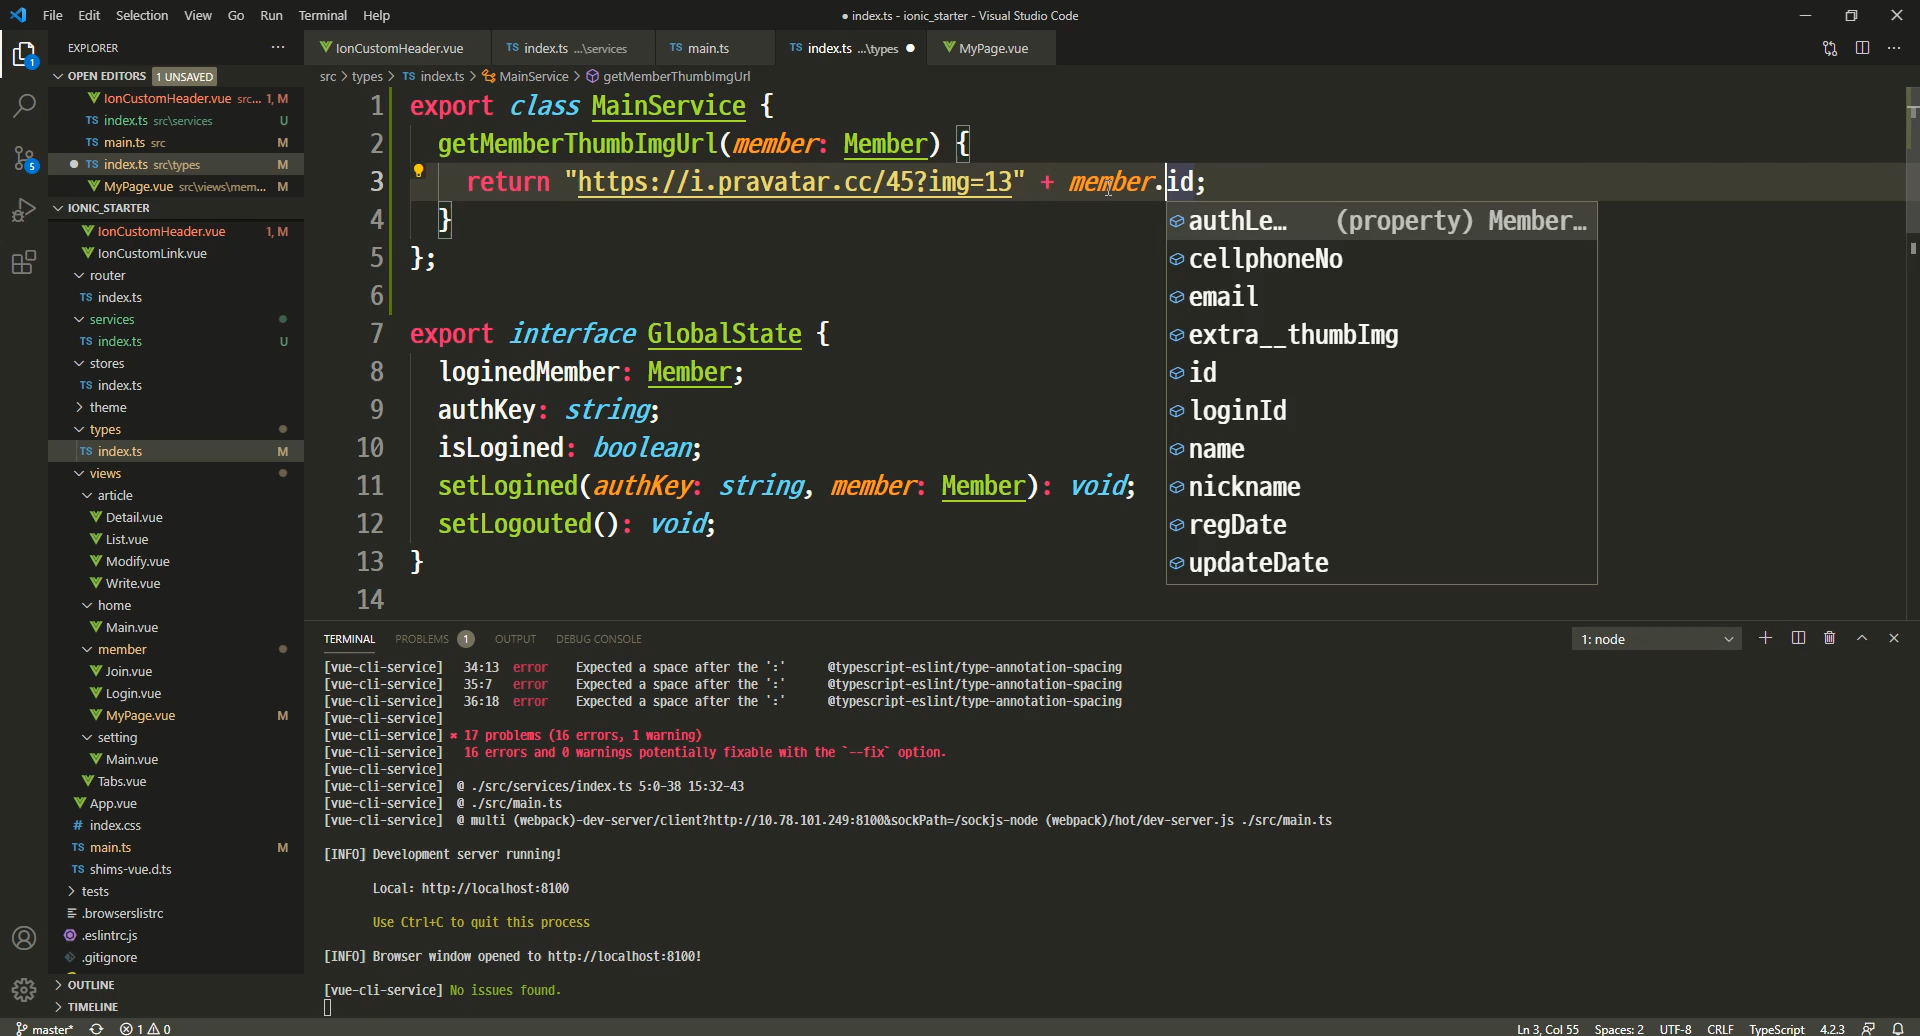 File Edit Selection View Go Run Terminal Help
● index.ts - ionic_starter - Visual Studio Code
EXPLORER
OPEN EDITORS 1 UNSAVED
IonCustomHeader.vue src... 1, M
index.ts src\services U
main.ts src M
index.ts src\types M
MyPage.vue src\views\mem... M
IONIC_STARTER
IonCustomHeader.vue 1, M
IonCustomLink.vue
router
TS index.ts
services
TS index.ts U
stores
TS index.ts
theme
types
TS index.ts M
views
article
Detail.vue
List.vue
Modify.vue
Write.vue
home
Main.vue
member
Join.vue
Login.vue
MyPage.vue M
setting
Main.vue
Tabs.vue
App.vue
# index.css
TS main.ts M
TS shims-vue.d.ts
tests
.browserslistrc
.eslintrc.js
.gitignore
OUTLINE
TIMELINE
IonCustomHeader.vue TS index.ts ...\services TS main.ts TS index.ts ...\types ● MyPage.vue
src > types > TS index.ts > MainService > getMemberThumbImgUrl
1 export class MainService {
2 getMemberThumbImgUrl(member: Member) {
3 return "https://i.pravatar.cc/45?img=13" + member.id;
4 }
5 };
6
7 export interface GlobalState {
8 loginedMember: Member;
9 authKey: string;
10 isLogined: boolean;
11 setLogined(authKey: string, member: Member): void;
12 setLogouted(): void;
13 }
14
authLe... (property) Member...
cellphoneNo
email
extra__thumbImg
id
loginId
name
nickname
regDate
updateDate
TERMINAL PROBLEMS 1 OUTPUT DEBUG CONSOLE 1: node
[vue-cli-service] 34:13 error Expected a space after the ':' @typescript-eslint/type-annotation-spacing
[vue-cli-service] 35:7 error Expected a space after the ':' @typescript-eslint/type-annotation-spacing
[vue-cli-service] 36:18 error Expected a space after the ':' @typescript-eslint/type-annotation-spacing
[vue-cli-service]
[vue-cli-service] ✖ 17 problems (16 errors, 1 warning)
[vue-cli-service] 16 errors and 0 warnings potentially fixable with the `--fix` option.
[vue-cli-service]
[vue-cli-service] @ ./src/services/index.ts 5:0-38 15:32-43
[vue-cli-service] @ ./src/main.ts
[vue-cli-service] @ multi (webpack)-dev-server/client?http://10.78.101.249:8100&sockPath=/sockjs-node (webpack)/hot/dev-server.js ./src/main.ts
[INFO] Development server running!
Local: http://localhost:8100
Use Ctrl+C to quit this process
[INFO] Browser window opened to http://localhost:8100!
[vue-cli-service] No issues found.
master* 1 0 Ln 3, Col 55 Spaces: 2 UTF-8 CRLF TypeScript 4.2.3